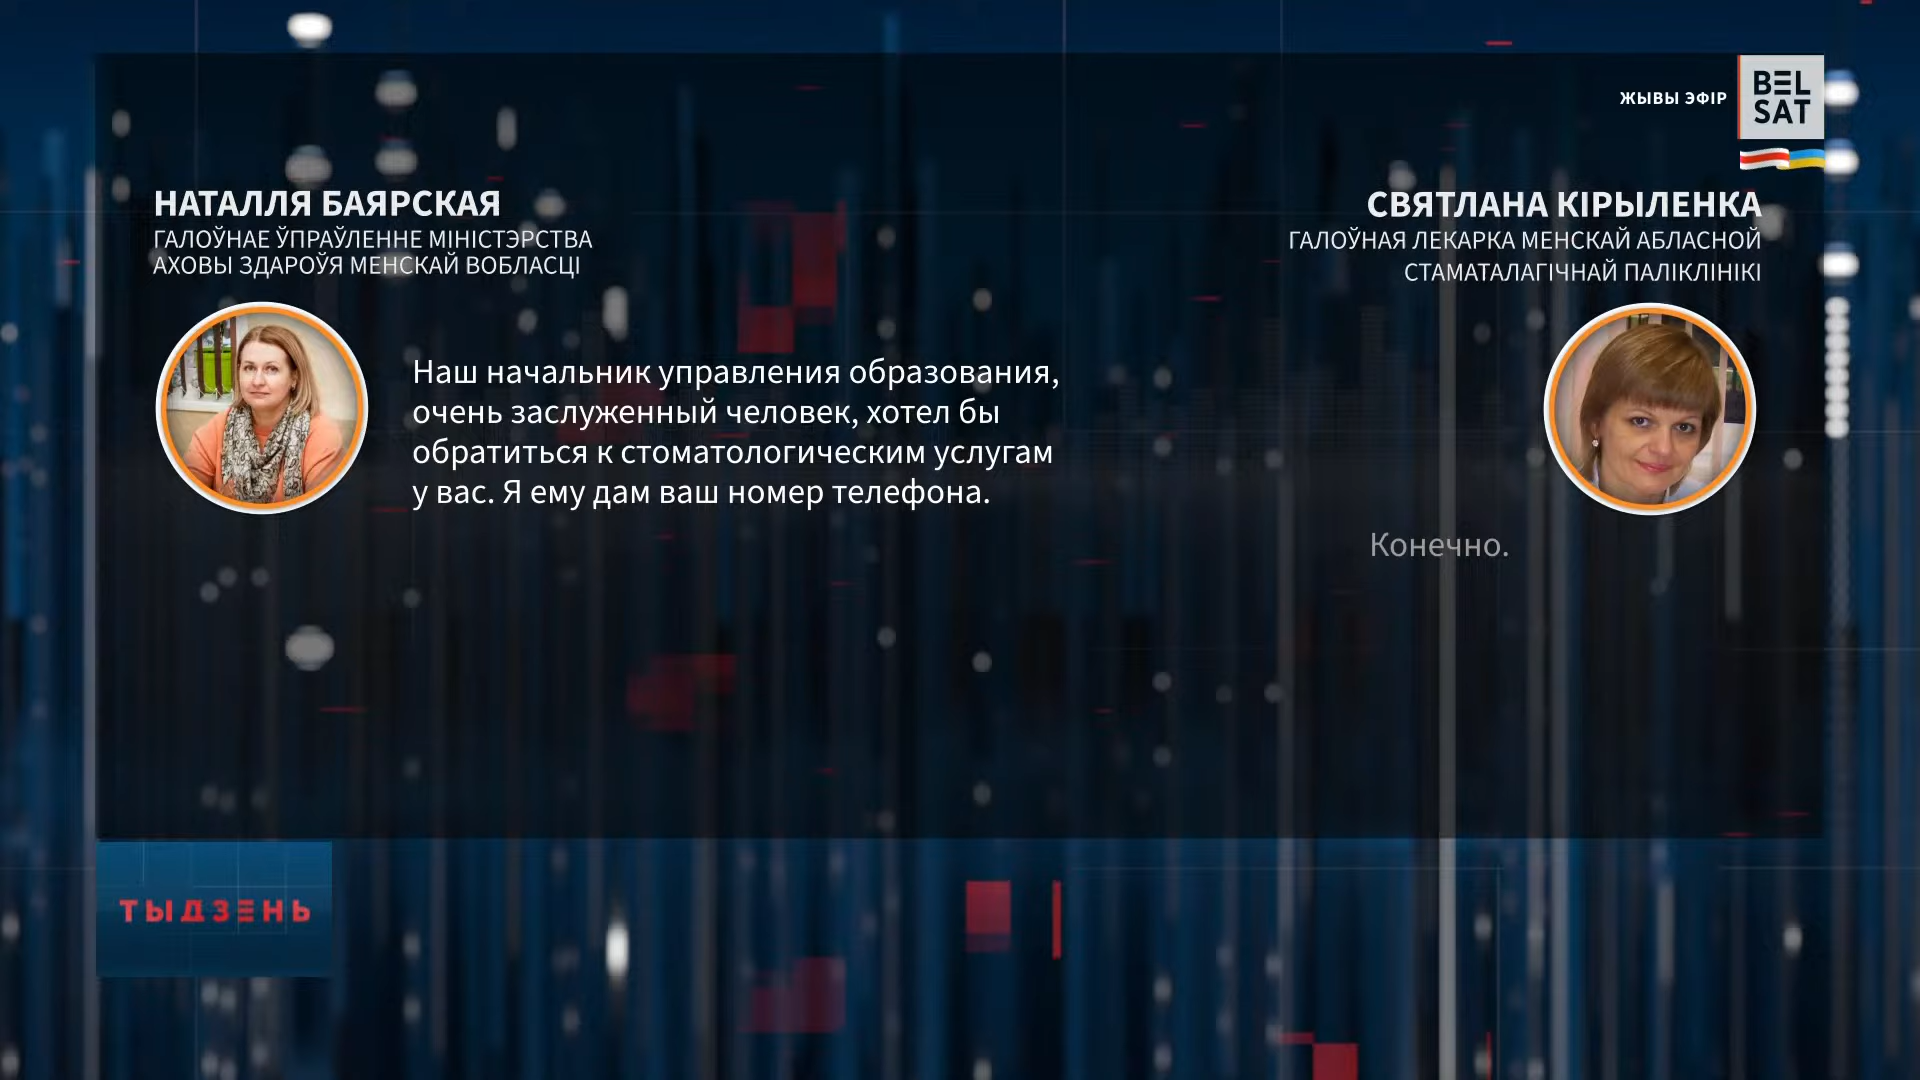 ЖЫВЫ ЭФІР
BEL
SAT
НАТАЛЛЯ БАЯРСКАЯ
ГАЛОЎНАЕ ЎПРАЎЛЕННЕ МІНІСТЭРСТВА
АХОВЫ ЗДАРОЎЯ МЕНСКАЙ ВОБЛАСЦІ
СВЯТЛАНА КІРЫЛЕНКА
ГАЛОЎНАЯ ЛЕКАРКА МЕНСКАЙ АБЛАСНОЙ
СТАМАТАЛАГІЧНАЙ ПАЛІКЛІНІКІ
Наш начальник управления образования,
очень заслуженный человек, хотел бы
обратиться к стоматологическим услугам
у вас. Я ему дам ваш номер телефона.
Конечно.
ТЫДЗЕНЬ